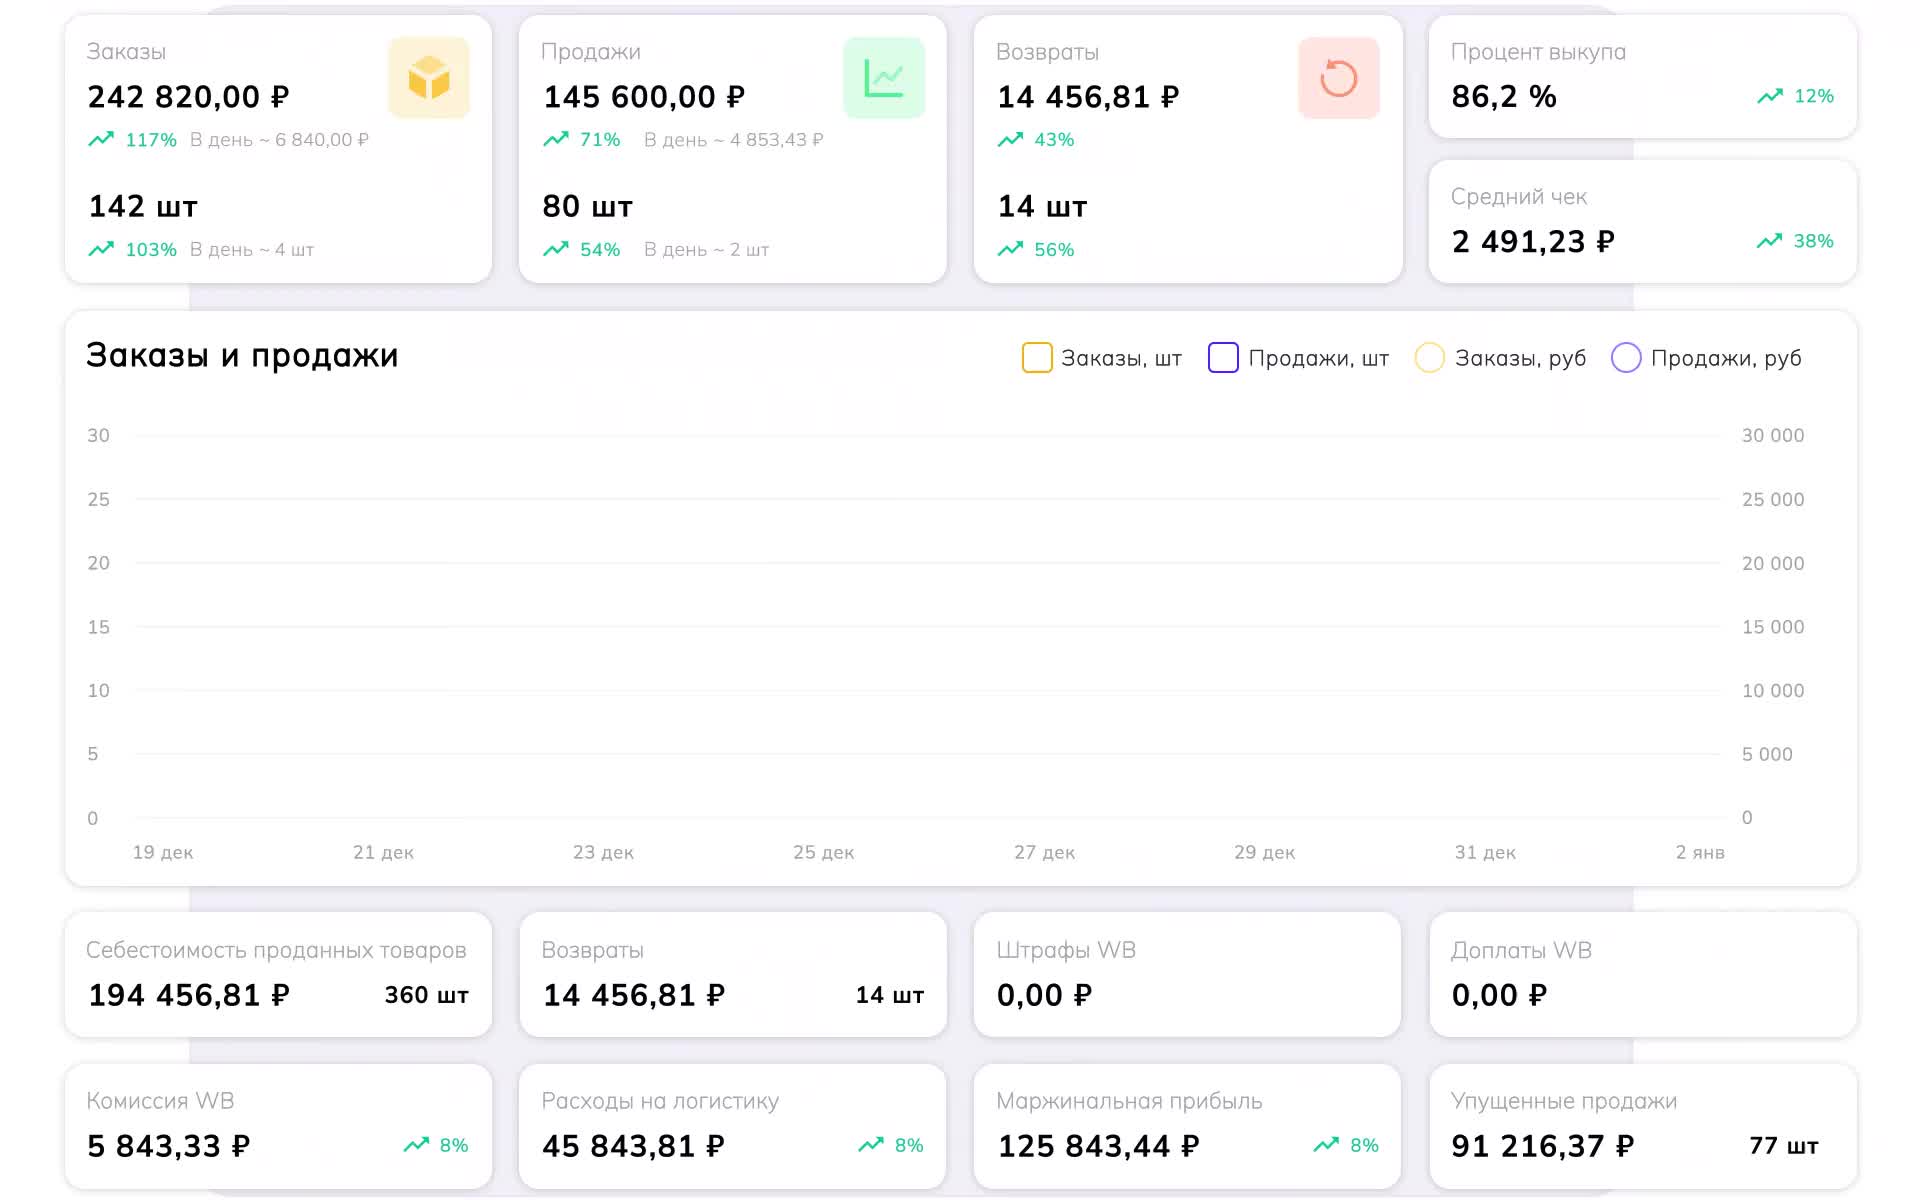 Заказы
242 820,00 ₽
117% В день ~ 6 840,00 ₽
142 шт
103% В день ~ 4 шт
Продажи
145 600,00 ₽
71% В день ~ 4 853,43 ₽
80 шт
54% В день ~ 2 шт
Возвраты
14 456,81 ₽
43%
14 шт
56%
Процент выкупа
86,2 % 12%
Средний чек
2 491,23 ₽ 38%
Заказы и продажи
Заказы, шт Продажи, шт Заказы, руб Продажи, руб
30 30 000
25 25 000
20 20 000
15 15 000
10 10 000
5 5 000
0 0
19 дек 21 дек 23 дек 25 дек 27 дек 29 дек 31 дек 2 янв
Себестоимость проданных товаров
194 456,81 ₽ 360 шт
Возвраты
14 456,81 ₽ 14 шт
Штрафы WB
0,00 ₽
Доплаты WB
0,00 ₽
Комиссия WB
5 843,33 ₽ 8%
Расходы на логистику
45 843,81 ₽ 8%
Маржинальная прибыль
125 843,44 ₽ 8%
Упущенные продажи
91 216,37 ₽ 77 шт